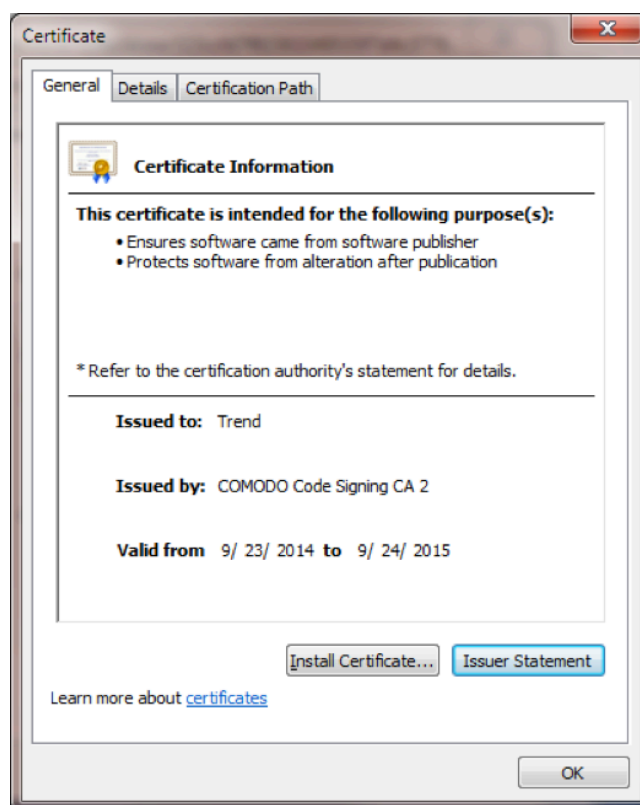 Certificate
General Details Certification Path
Certificate Information
This certificate is intended for the following purpose(s):
• Ensures software came from software publisher
• Protects software from alteration after publication
* Refer to the certification authority's statement for details.
Issued to: Trend
Issued by: COMODO Code Signing CA 2
Valid from 9/ 23/ 2014 to 9/ 24/ 2015
Install Certificate... Issuer Statement
Learn more about certificates
OK